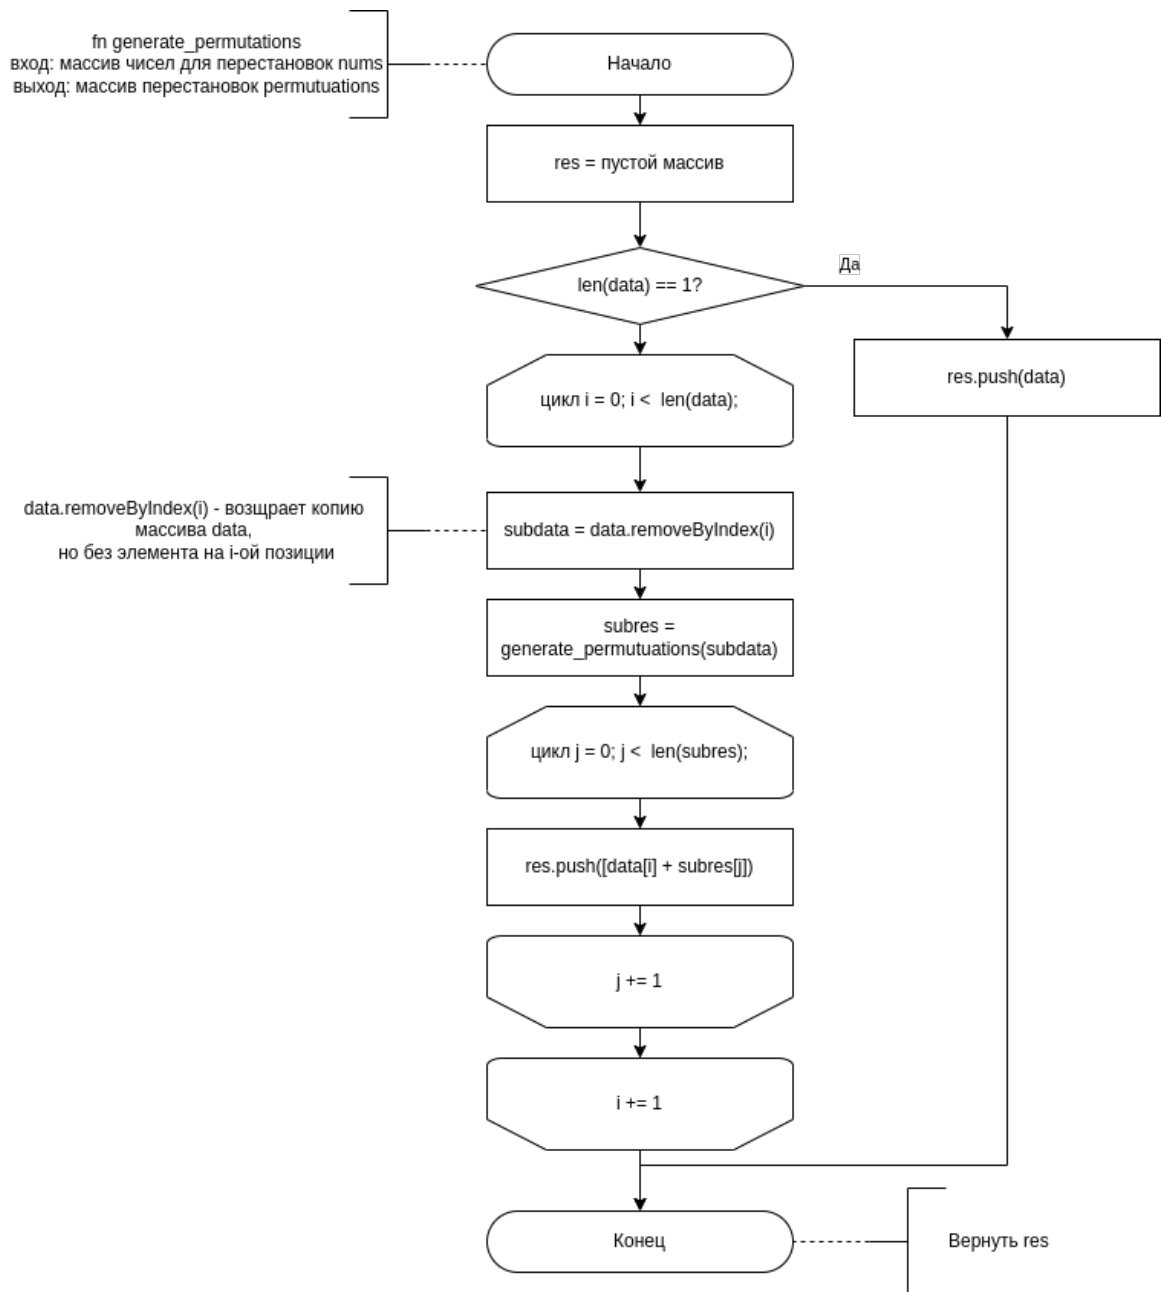 fn generate_permutations
вход: массив чисел для перестановок nums
выход: массив перестановок permutuations
Начало
res = пустой массив
len(data) == 1?
Да
res.push(data)
цикл i = 0; i < len(data);
data.removeByIndex(i) - возщрает копию
массива data,
но без элемента на i-ой позиции
subdata = data.removeByIndex(i)
subres =
generate_permutuations(subdata)
цикл j = 0; j < len(subres);
res.push([data[i] + subres[j])
j += 1
i += 1
Конец
Вернуть res